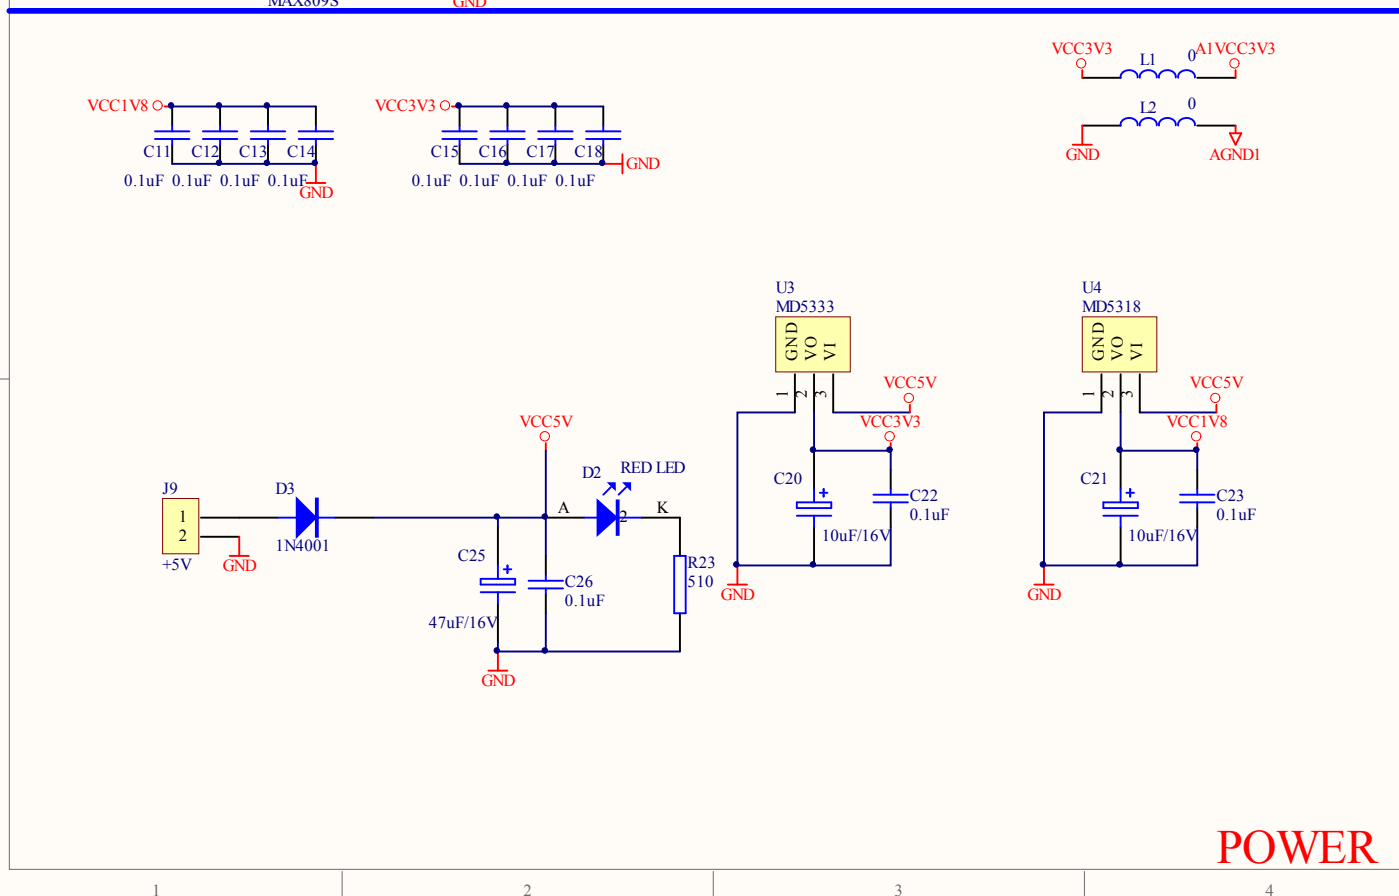 MAX809S
GND
VCC3V3
L1
0
A1VCC3V3
L2
0
GND
AGND1
VCC1V8
C11
C12
C13
C14
0.1uF
0.1uF
0.1uF
0.1uF
GND
VCC3V3
C15
C16
C17
C18
0.1uF
0.1uF
0.1uF
0.1uF
GND
U3
MD5333
GND
VO
VI
1
2
3
VCC5V
VCC3V3
C20
+
10uF/16V
C22
0.1uF
GND
U4
MD5318
GND
VO
VI
1
2
3
VCC5V
VCC1V8
C21
+
10uF/16V
C23
0.1uF
GND
J9
1
2
+5V
GND
D3
1N4001
VCC5V
D2
RED LED
A
2
K
C25
+
47uF/16V
C26
0.1uF
R23
510
GND
POWER
1
2
3
4